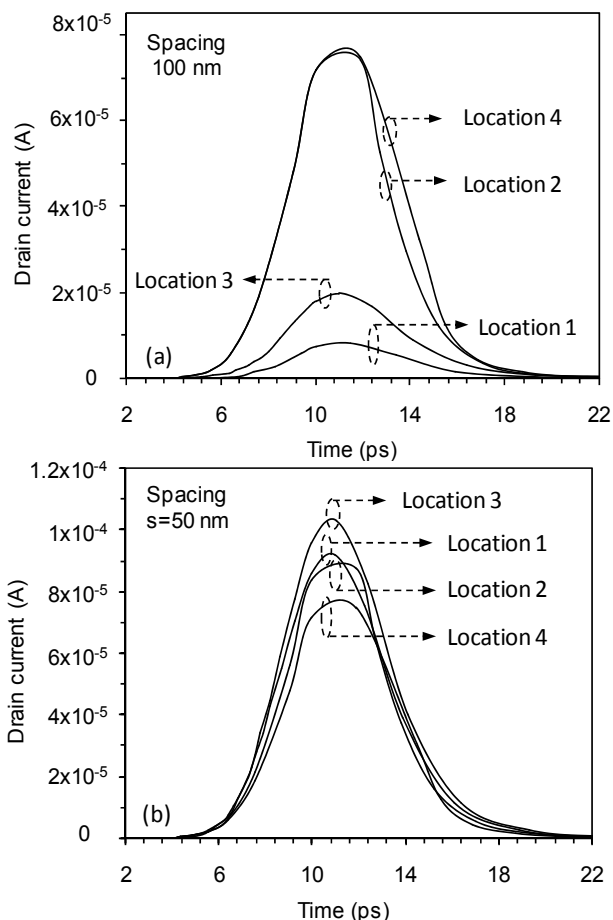 8x10-5
Spacing
100 nm
6x10-5
Location 4
4x10-5
Location 2
Drain current (A)
Location 3
2x10-5
Location 1
(a)
0
2 6 10 14 18 22
Time (ps)
1.2x10-4
Spacing
s=50 nm
Location 3
1x10-4
Location 1
8x10-5
Location 2
Location 4
6x10-5
Drain current (A)
4x10-5
2x10-5
(b)
0
2 6 10 14 18 22
Time (ps)